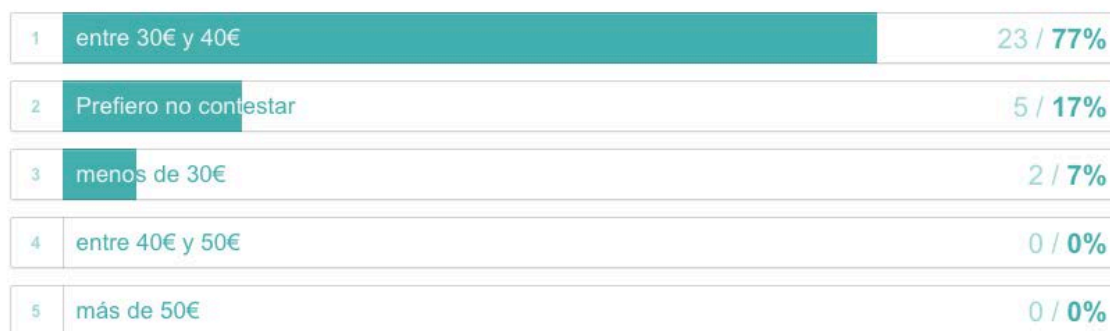 1 entre 30€ y 40€ 23 / 77%
2 Prefiero no contestar 5 / 17%
3 menos de 30€ 2 / 7%
4 entre 40€ y 50€ 0 / 0%
5 más de 50€ 0 / 0%